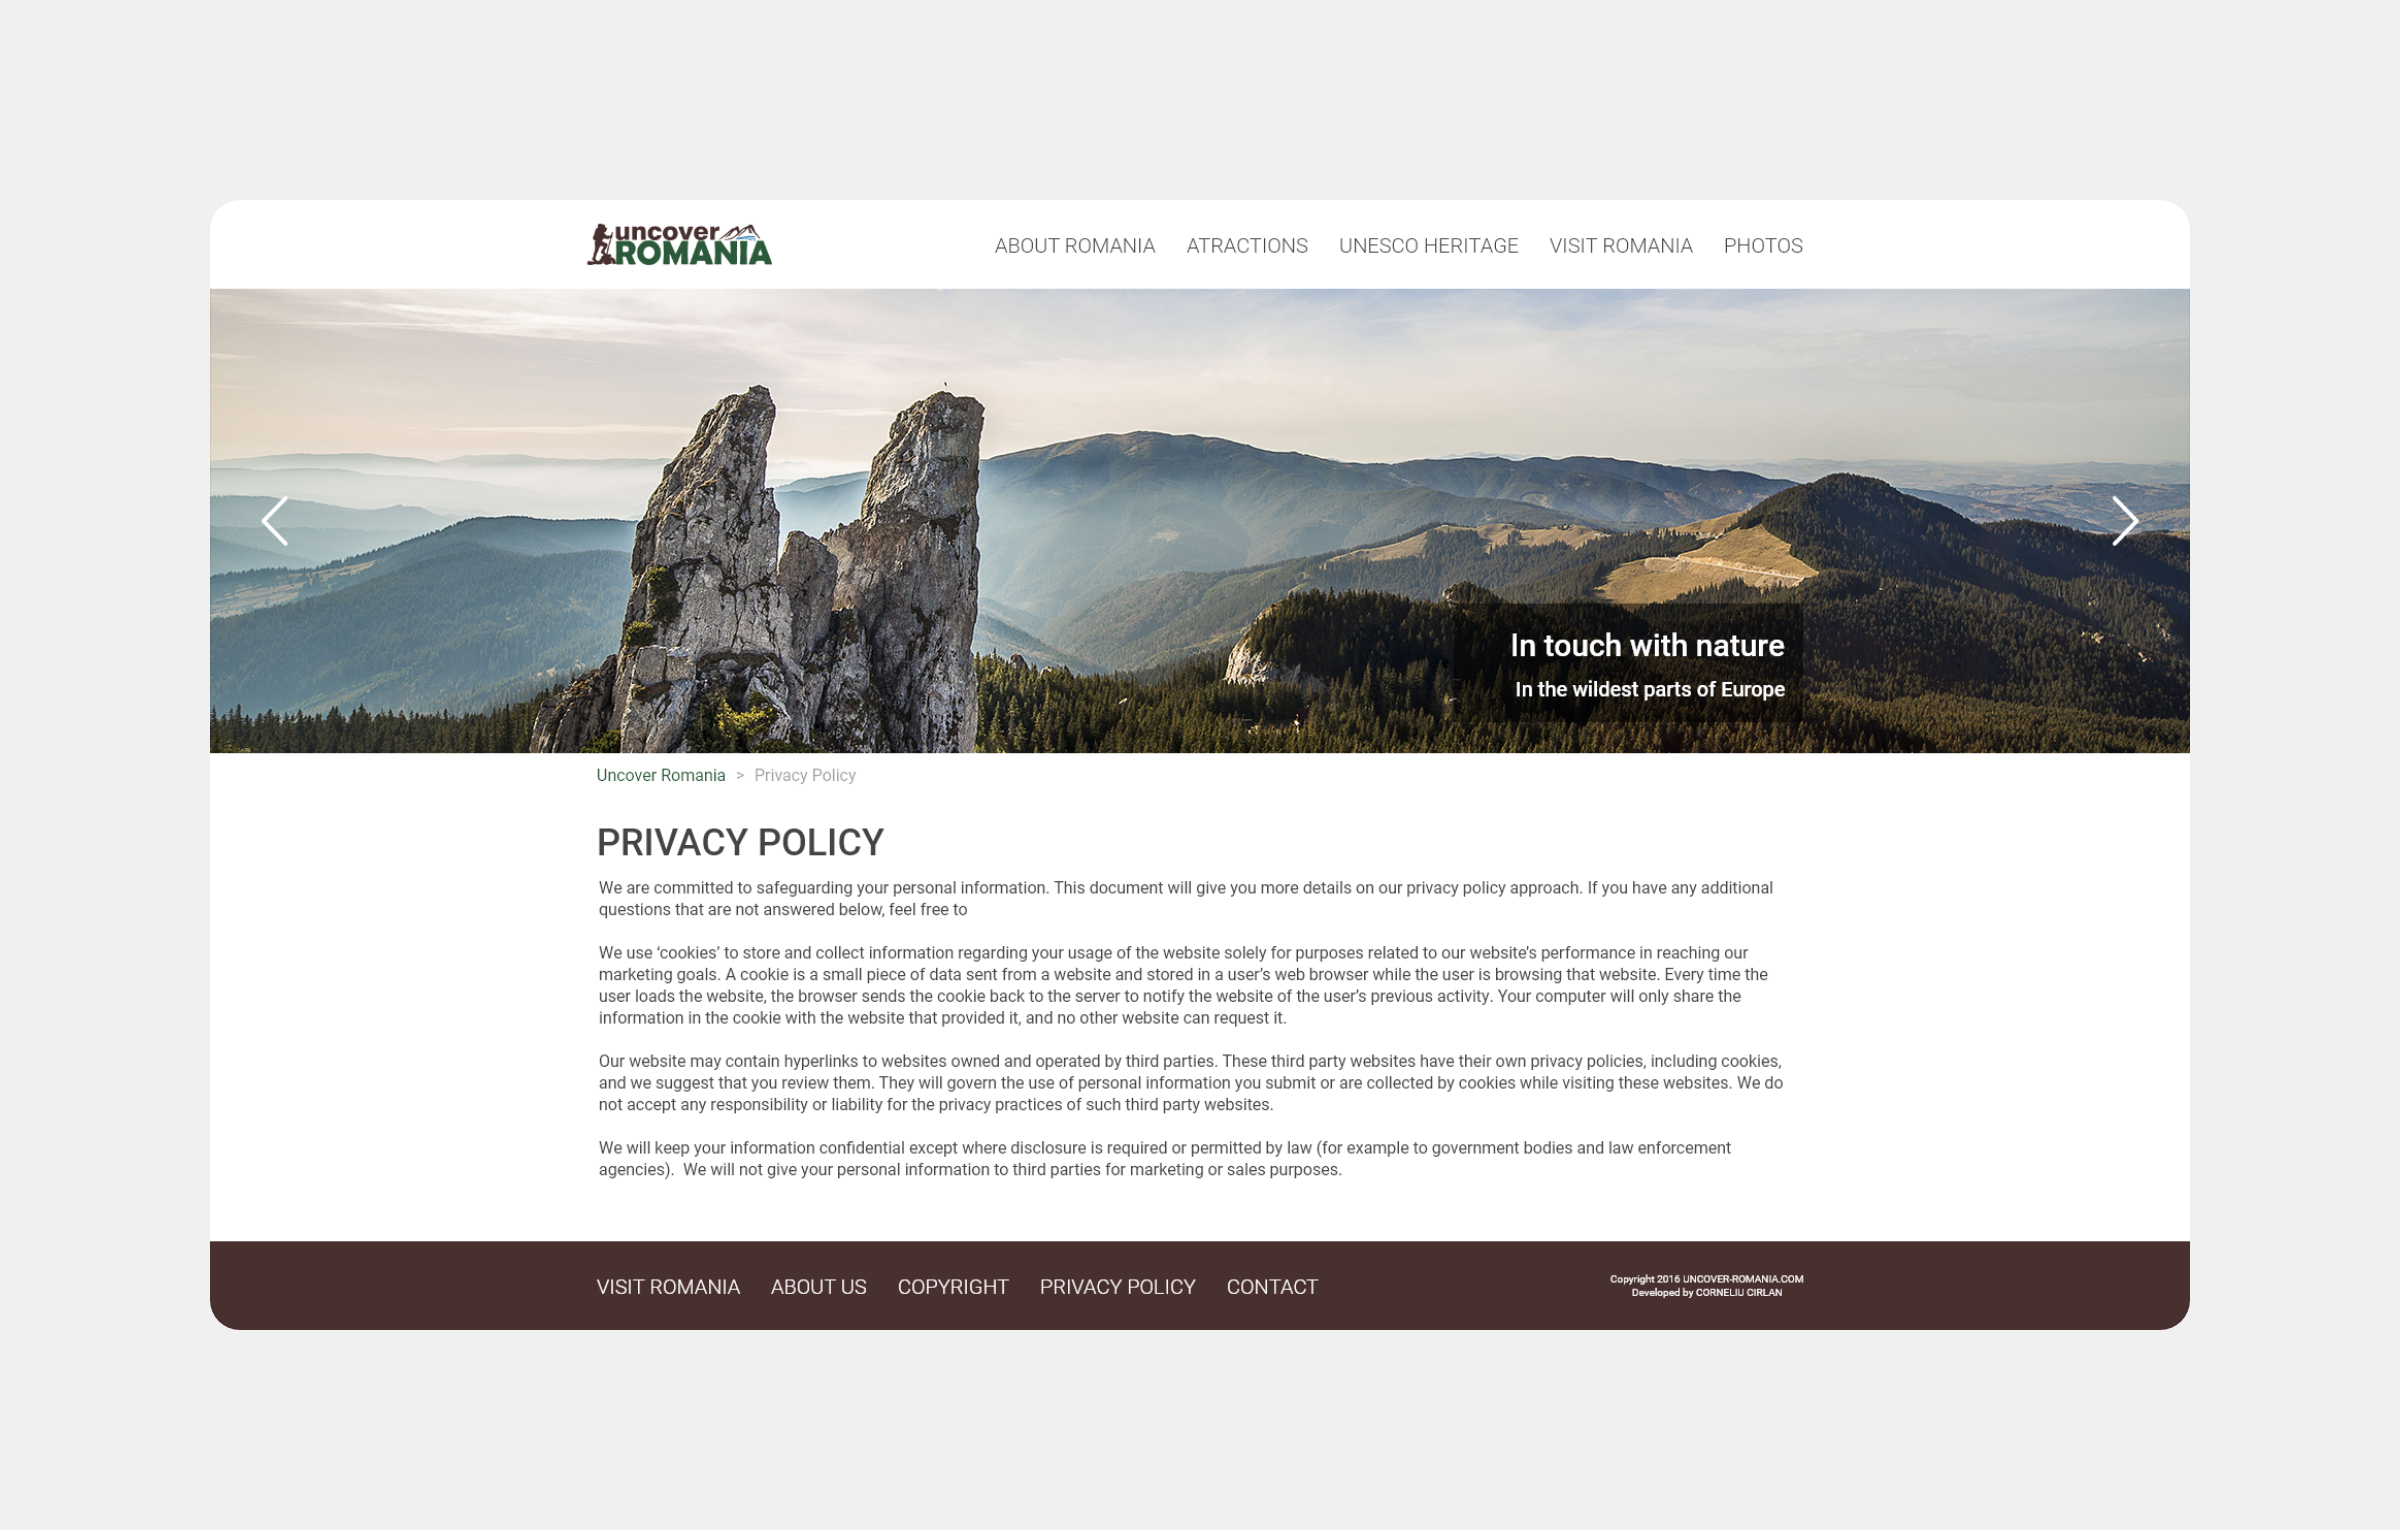 uncover
ROMANIA
ABOUT ROMANIA ATRACTIONS UNESCO HERITAGE VISIT ROMANIA PHOTOS
In touch with nature
In the wildest parts of Europe
Uncover Romania > Privacy Policy
PRIVACY POLICY
We are committed to safeguarding your personal information. This document will give you more details on our privacy policy approach. If you have any additional
questions that are not answered below, feel free to
We use ‘cookies’ to store and collect information regarding your usage of the website solely for purposes related to our website’s performance in reaching our
marketing goals. A cookie is a small piece of data sent from a website and stored in a user’s web browser while the user is browsing that website. Every time the
user loads the website, the browser sends the cookie back to the server to notify the website of the user’s previous activity. Your computer will only share the
information in the cookie with the website that provided it, and no other website can request it.
Our website may contain hyperlinks to websites owned and operated by third parties. These third party websites have their own privacy policies, including cookies,
and we suggest that you review them. They will govern the use of personal information you submit or are collected by cookies while visiting these websites. We do
not accept any responsibility or liability for the privacy practices of such third party websites.
We will keep your information confidential except where disclosure is required or permitted by law (for example to government bodies and law enforcement
agencies).  We will not give your personal information to third parties for marketing or sales purposes.
VISIT ROMANIA ABOUT US COPYRIGHT PRIVACY POLICY CONTACT
Copyright 2016 UNCOVER-ROMANIA.COM
Developed by CORNELIU CIRLAN